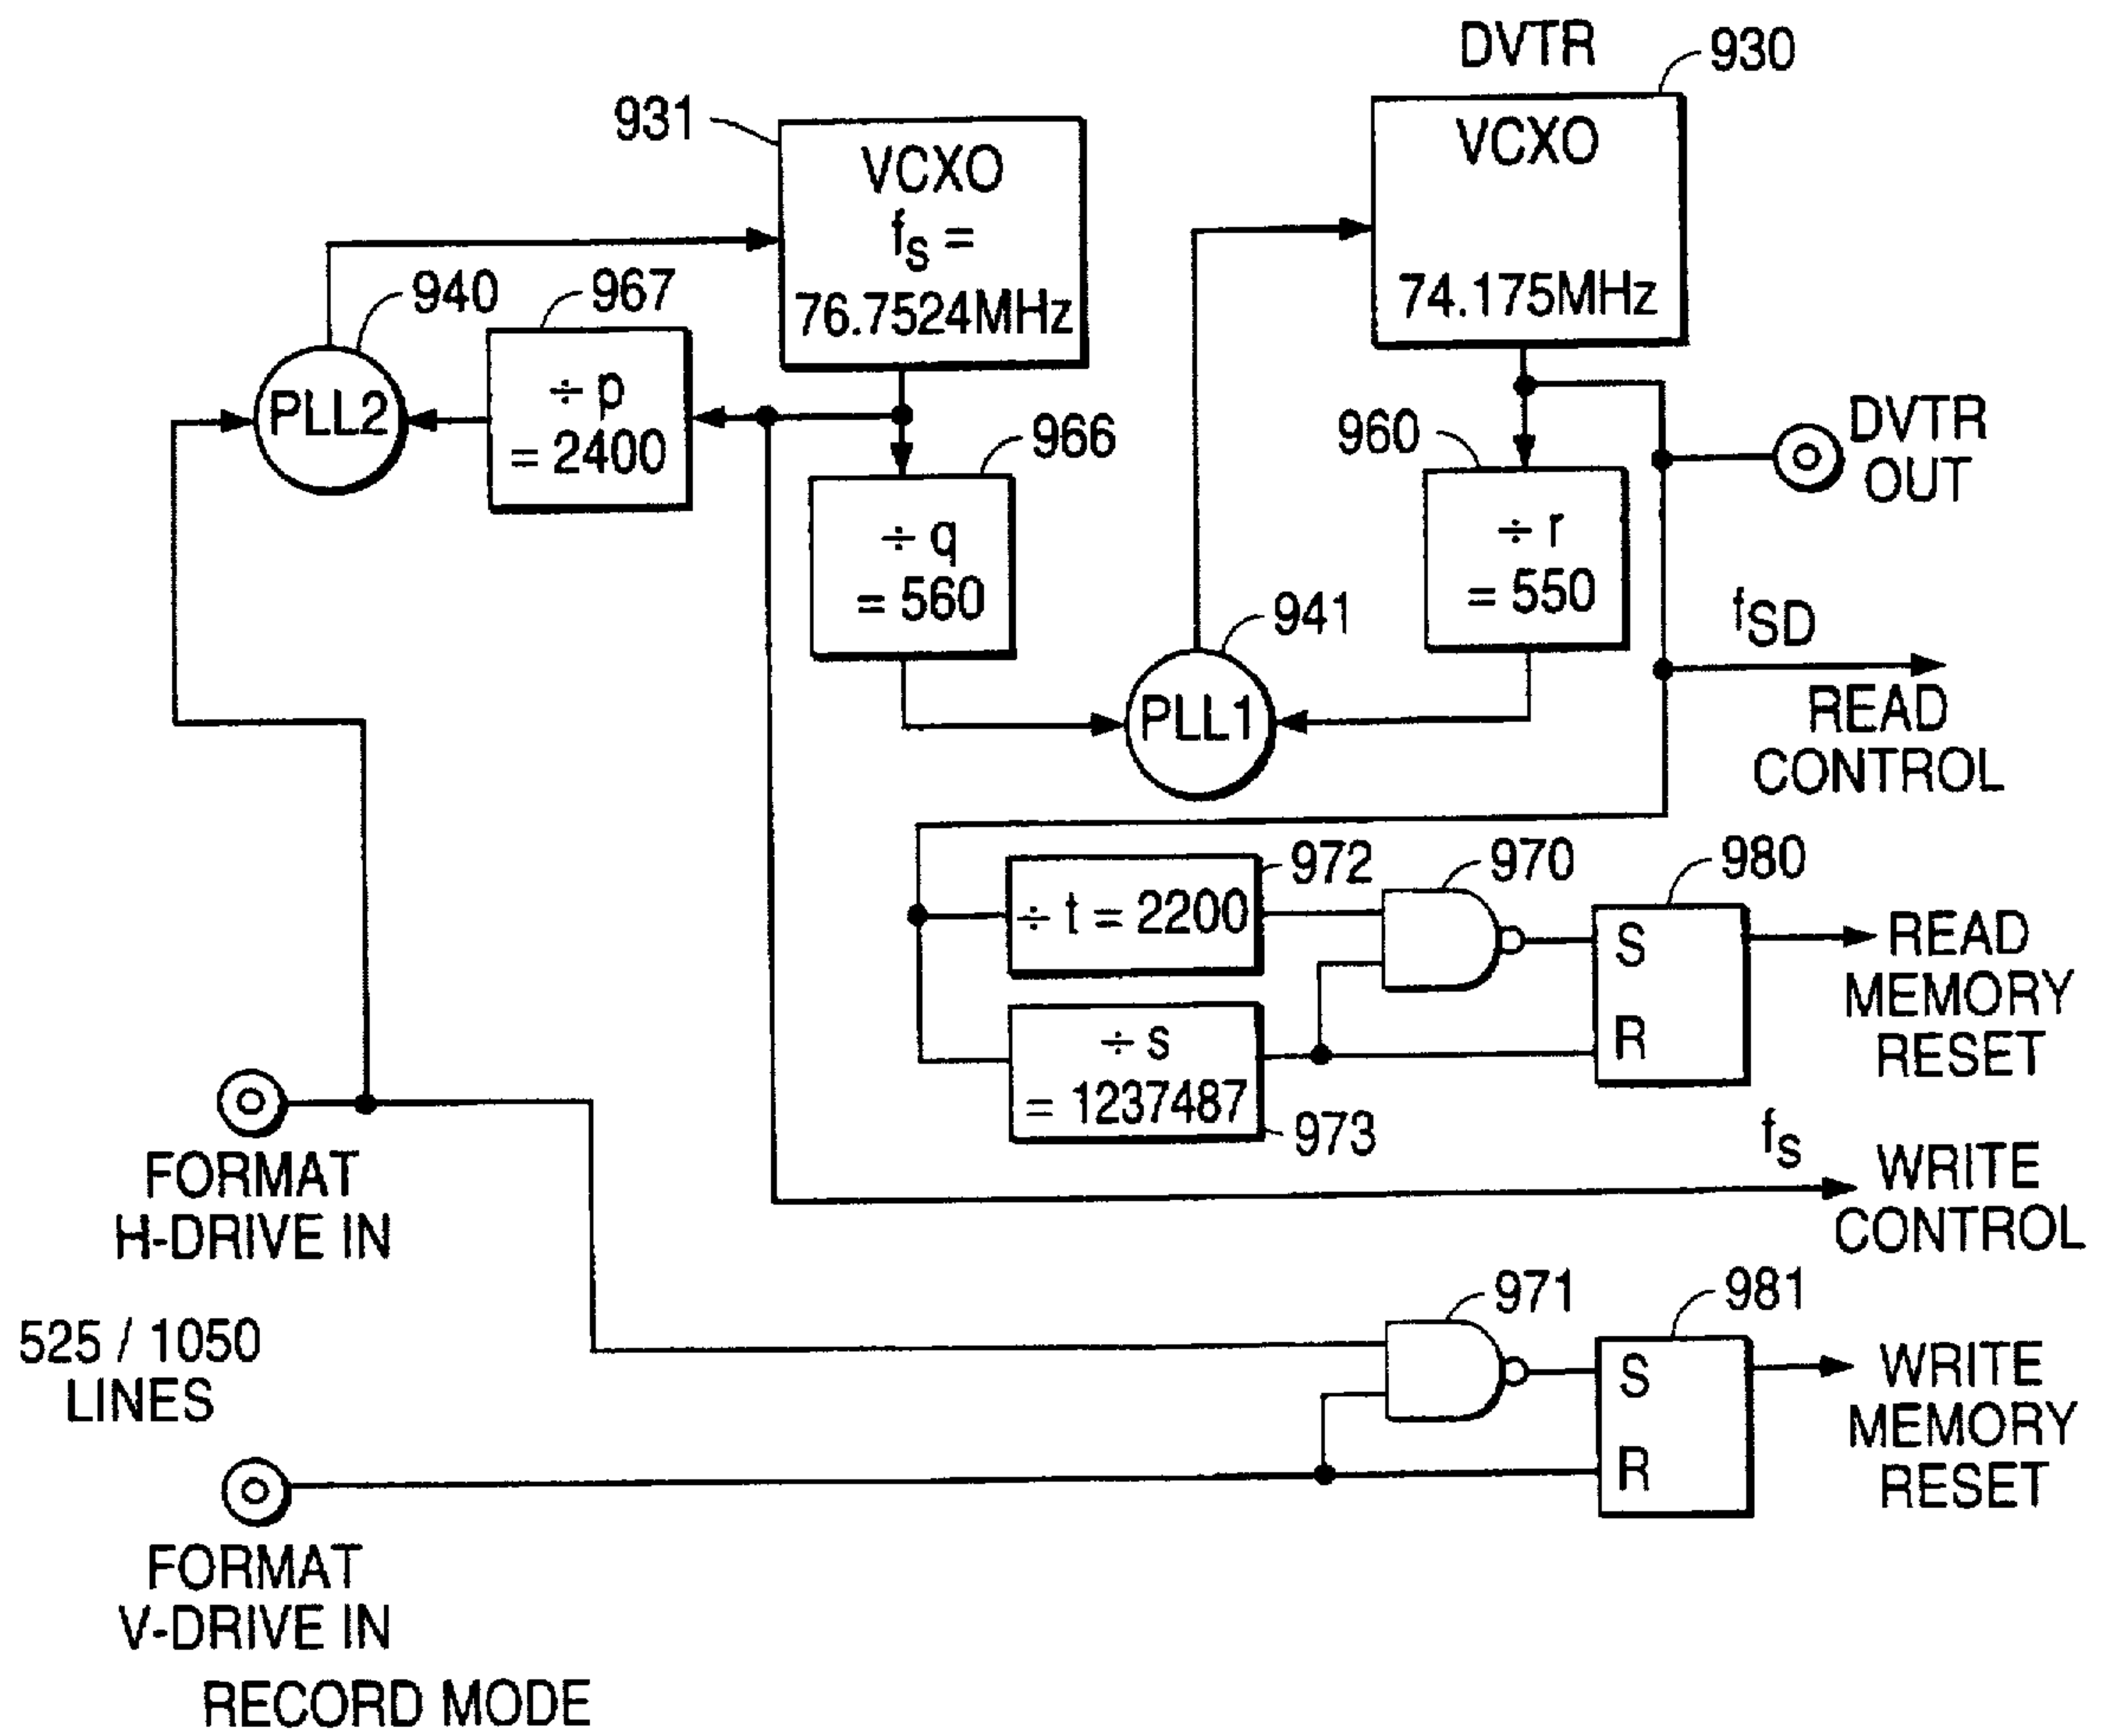 DVTR
930
931
VCXO
fS =
76.7524MHz
VCXO
74.175MHz
940
967
PLL2
÷ p
= 2400
966
960
DVTR
OUT
÷ q
= 560
÷ r
= 550
941
fSD
PLL1
READ
CONTROL
972
970
980
÷ t = 2200
S
R
READ
MEMORY
RESET
÷ s
= 1237487
973
FORMAT
H-DRIVE IN
fS
WRITE
CONTROL
971
981
525 / 1050
LINES
S
R
WRITE
MEMORY
RESET
FORMAT
V-DRIVE IN
RECORD MODE